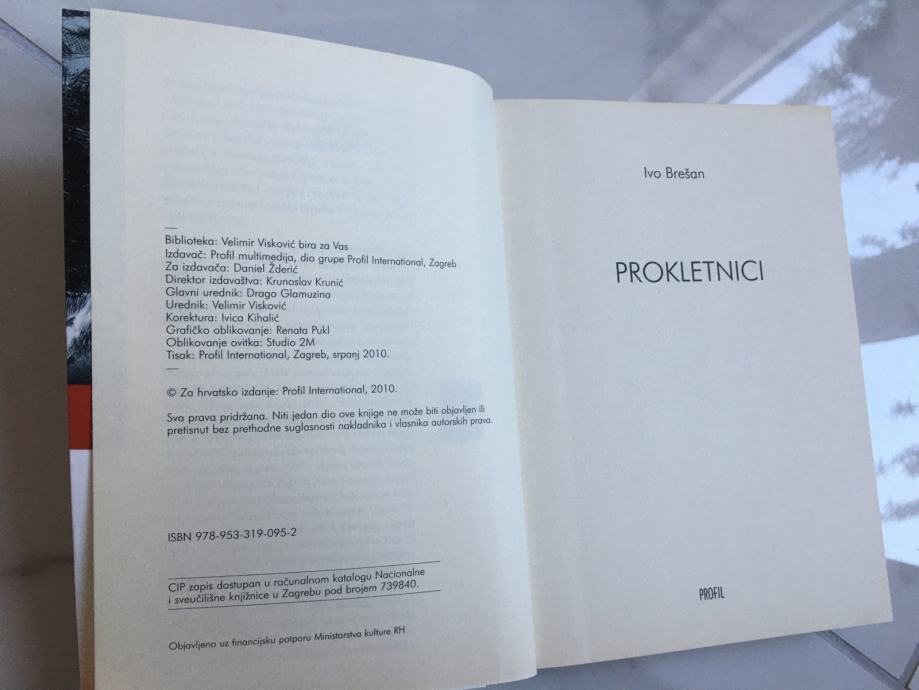 Biblioteka: Velimir Visković bira za Vas
Izdavač: Profil multimedija, dio grupe Profil International, Zagreb
Za izdavača: Daniel Žderić
Direktor izdavaštva: Krunoslav Krunić
Glavni urednik: Drago Glamuzina
Urednik: Velimir Visković
Korektura: Ivica Kihalić
Grafičko oblikovanje: Renata Pukl
Oblikovanje ovitka: Studio 2M
Tisak: Profil International, Zagreb, srpanj 2010.
© Za hrvatsko izdanje: Profil International, 2010.
Sva prava pridržana. Niti jedan dio ove knjige ne može biti objavljen ili
pretisnut bez prethodne suglasnosti nakladnika i vlasnika autorskih prava.
ISBN 978-953-319-095-2
CIP zapis dostupan u računalnom katalogu Nacionalne
i sveučilišne knjižnice u Zagrebu pod brojem 739840.
Objavljeno uz financijsku potporu Ministarstva kulture RH
Ivo Brešan
PROKLETNICI
PROFIL